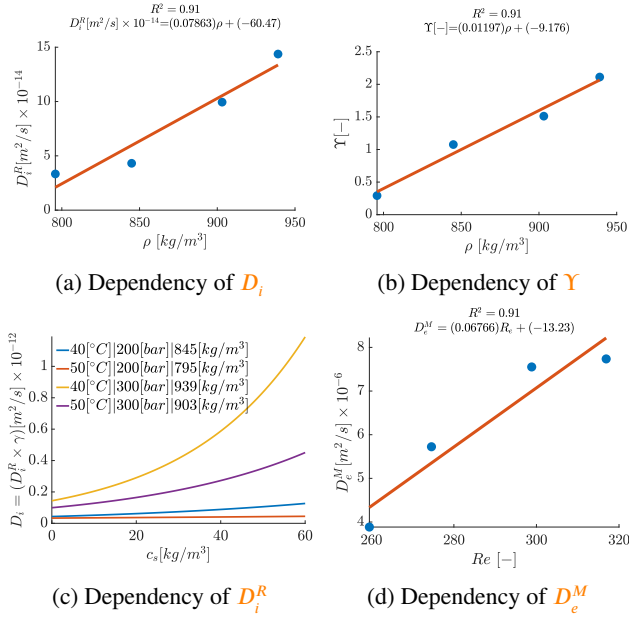 R² = 0.91
D_i^R[m²/s] × 10^-14=(0.07863)ρ + (−60.47)
15
10
5
0
D_i^R[m²/s] × 10^-14
800
850
900
950
ρ [kg/m³]
(a) Dependency of D_i
R² = 0.91
Υ[−]=(0.01197)ρ + (−9.176)
2.5
2
1.5
1
0.5
0
Υ[−]
800
850
900
950
ρ [kg/m³]
(b) Dependency of Υ
40[°C]|200[bar]|845[kg/m³]
50[°C]|200[bar]|795[kg/m³]
40[°C]|300[bar]|939[kg/m³]
50[°C]|300[bar]|903[kg/m³]
1
0.8
0.6
0.4
0.2
0
D_i = (D_i^R × γ)[m²/s] × 10^-12
0
20
40
60
c_s[kg/m³]
(c) Dependency of D_i^R
R² = 0.91
D_e^M = (0.06766)R_e + (−13.23)
8
7
6
5
4
D_e^M[m²/s] × 10^-6
260
280
300
320
Re [−]
(d) Dependency of D_e^M